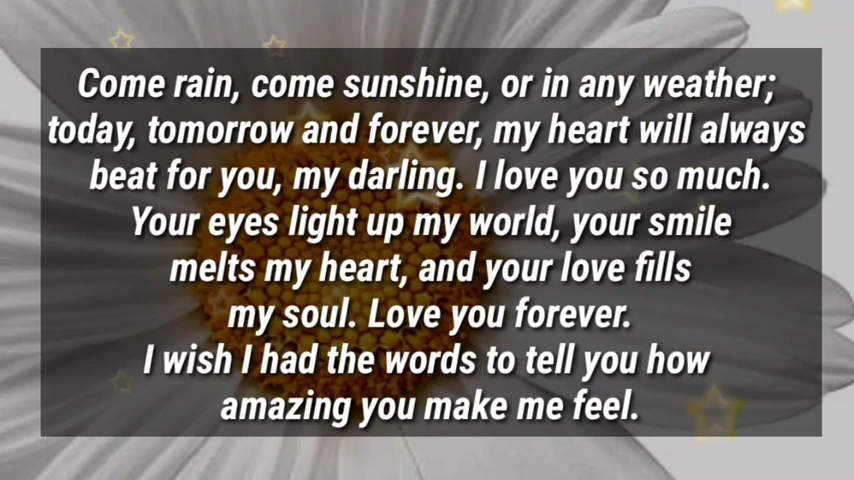 Come rain, come sunshine, or in any weather;
today, tomorrow and forever, my heart will always
beat for you, my darling. I love you so much.
Your eyes light up my world, your smile
melts my heart, and your love fills
my soul. Love you forever.
I wish I had the words to tell you how
amazing you make me feel.